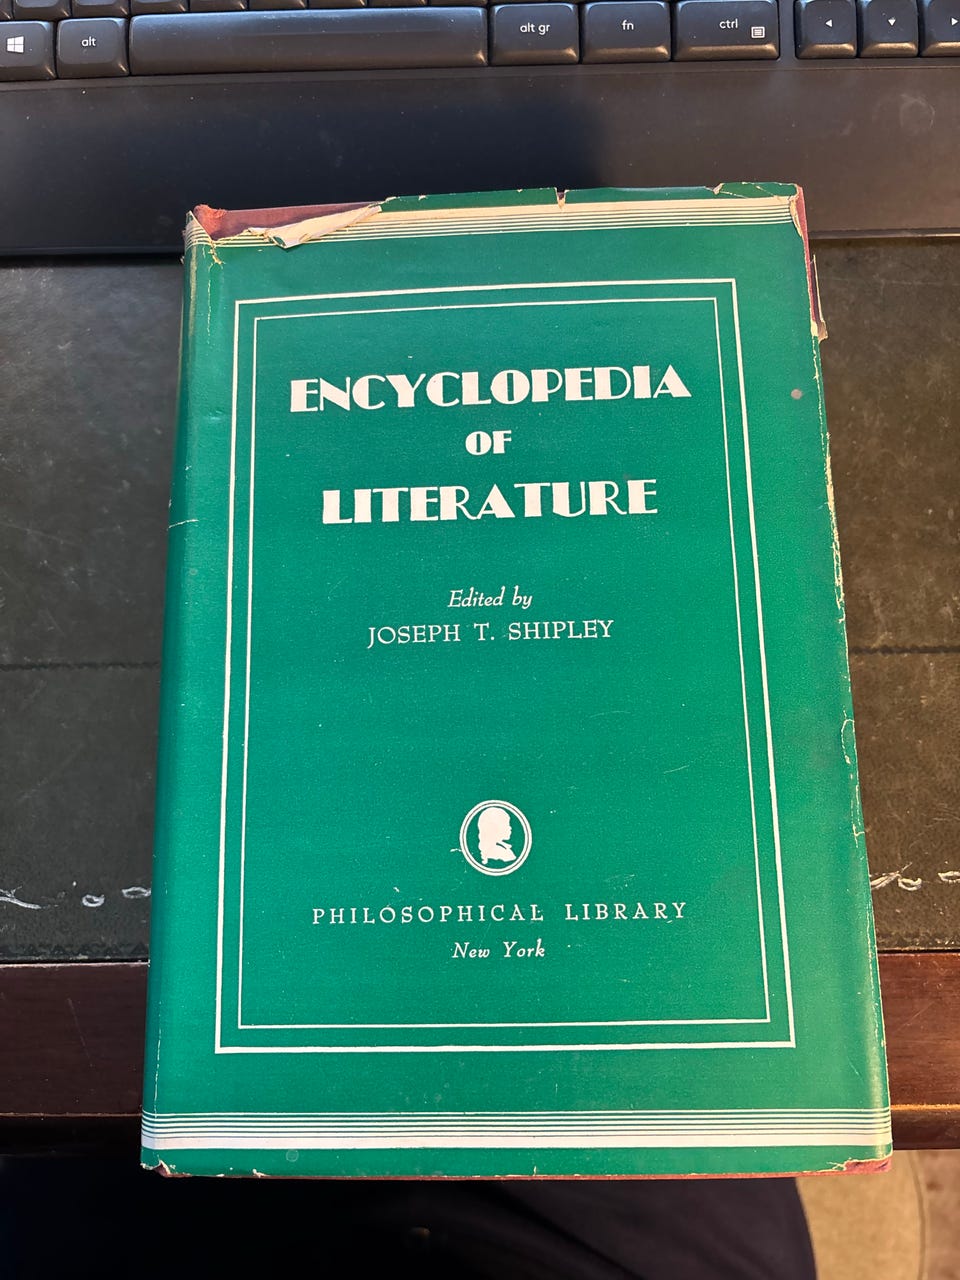 alt
alt gr
fn
ctrl
ENCYCLOPEDIA
OF
LITERATURE
Edited by
JOSEPH T. SHIPLEY
PHILOSOPHICAL LIBRARY
New York